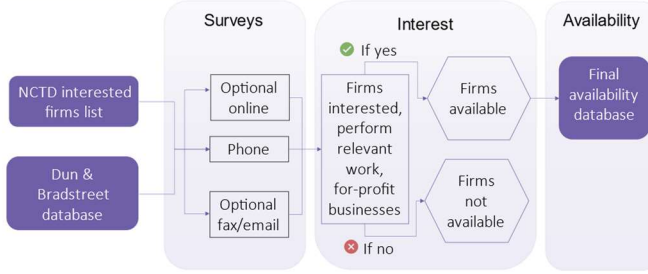 Surveys
Interest
Availability
NCTD interested
firms list
Dun &
Bradstreet
database
Optional
online
Phone
Optional
fax/email
If yes
Firms
interested,
perform
relevant
work,
for-profit
businesses
If no
Firms
available
Firms
not
available
Final
availability
database